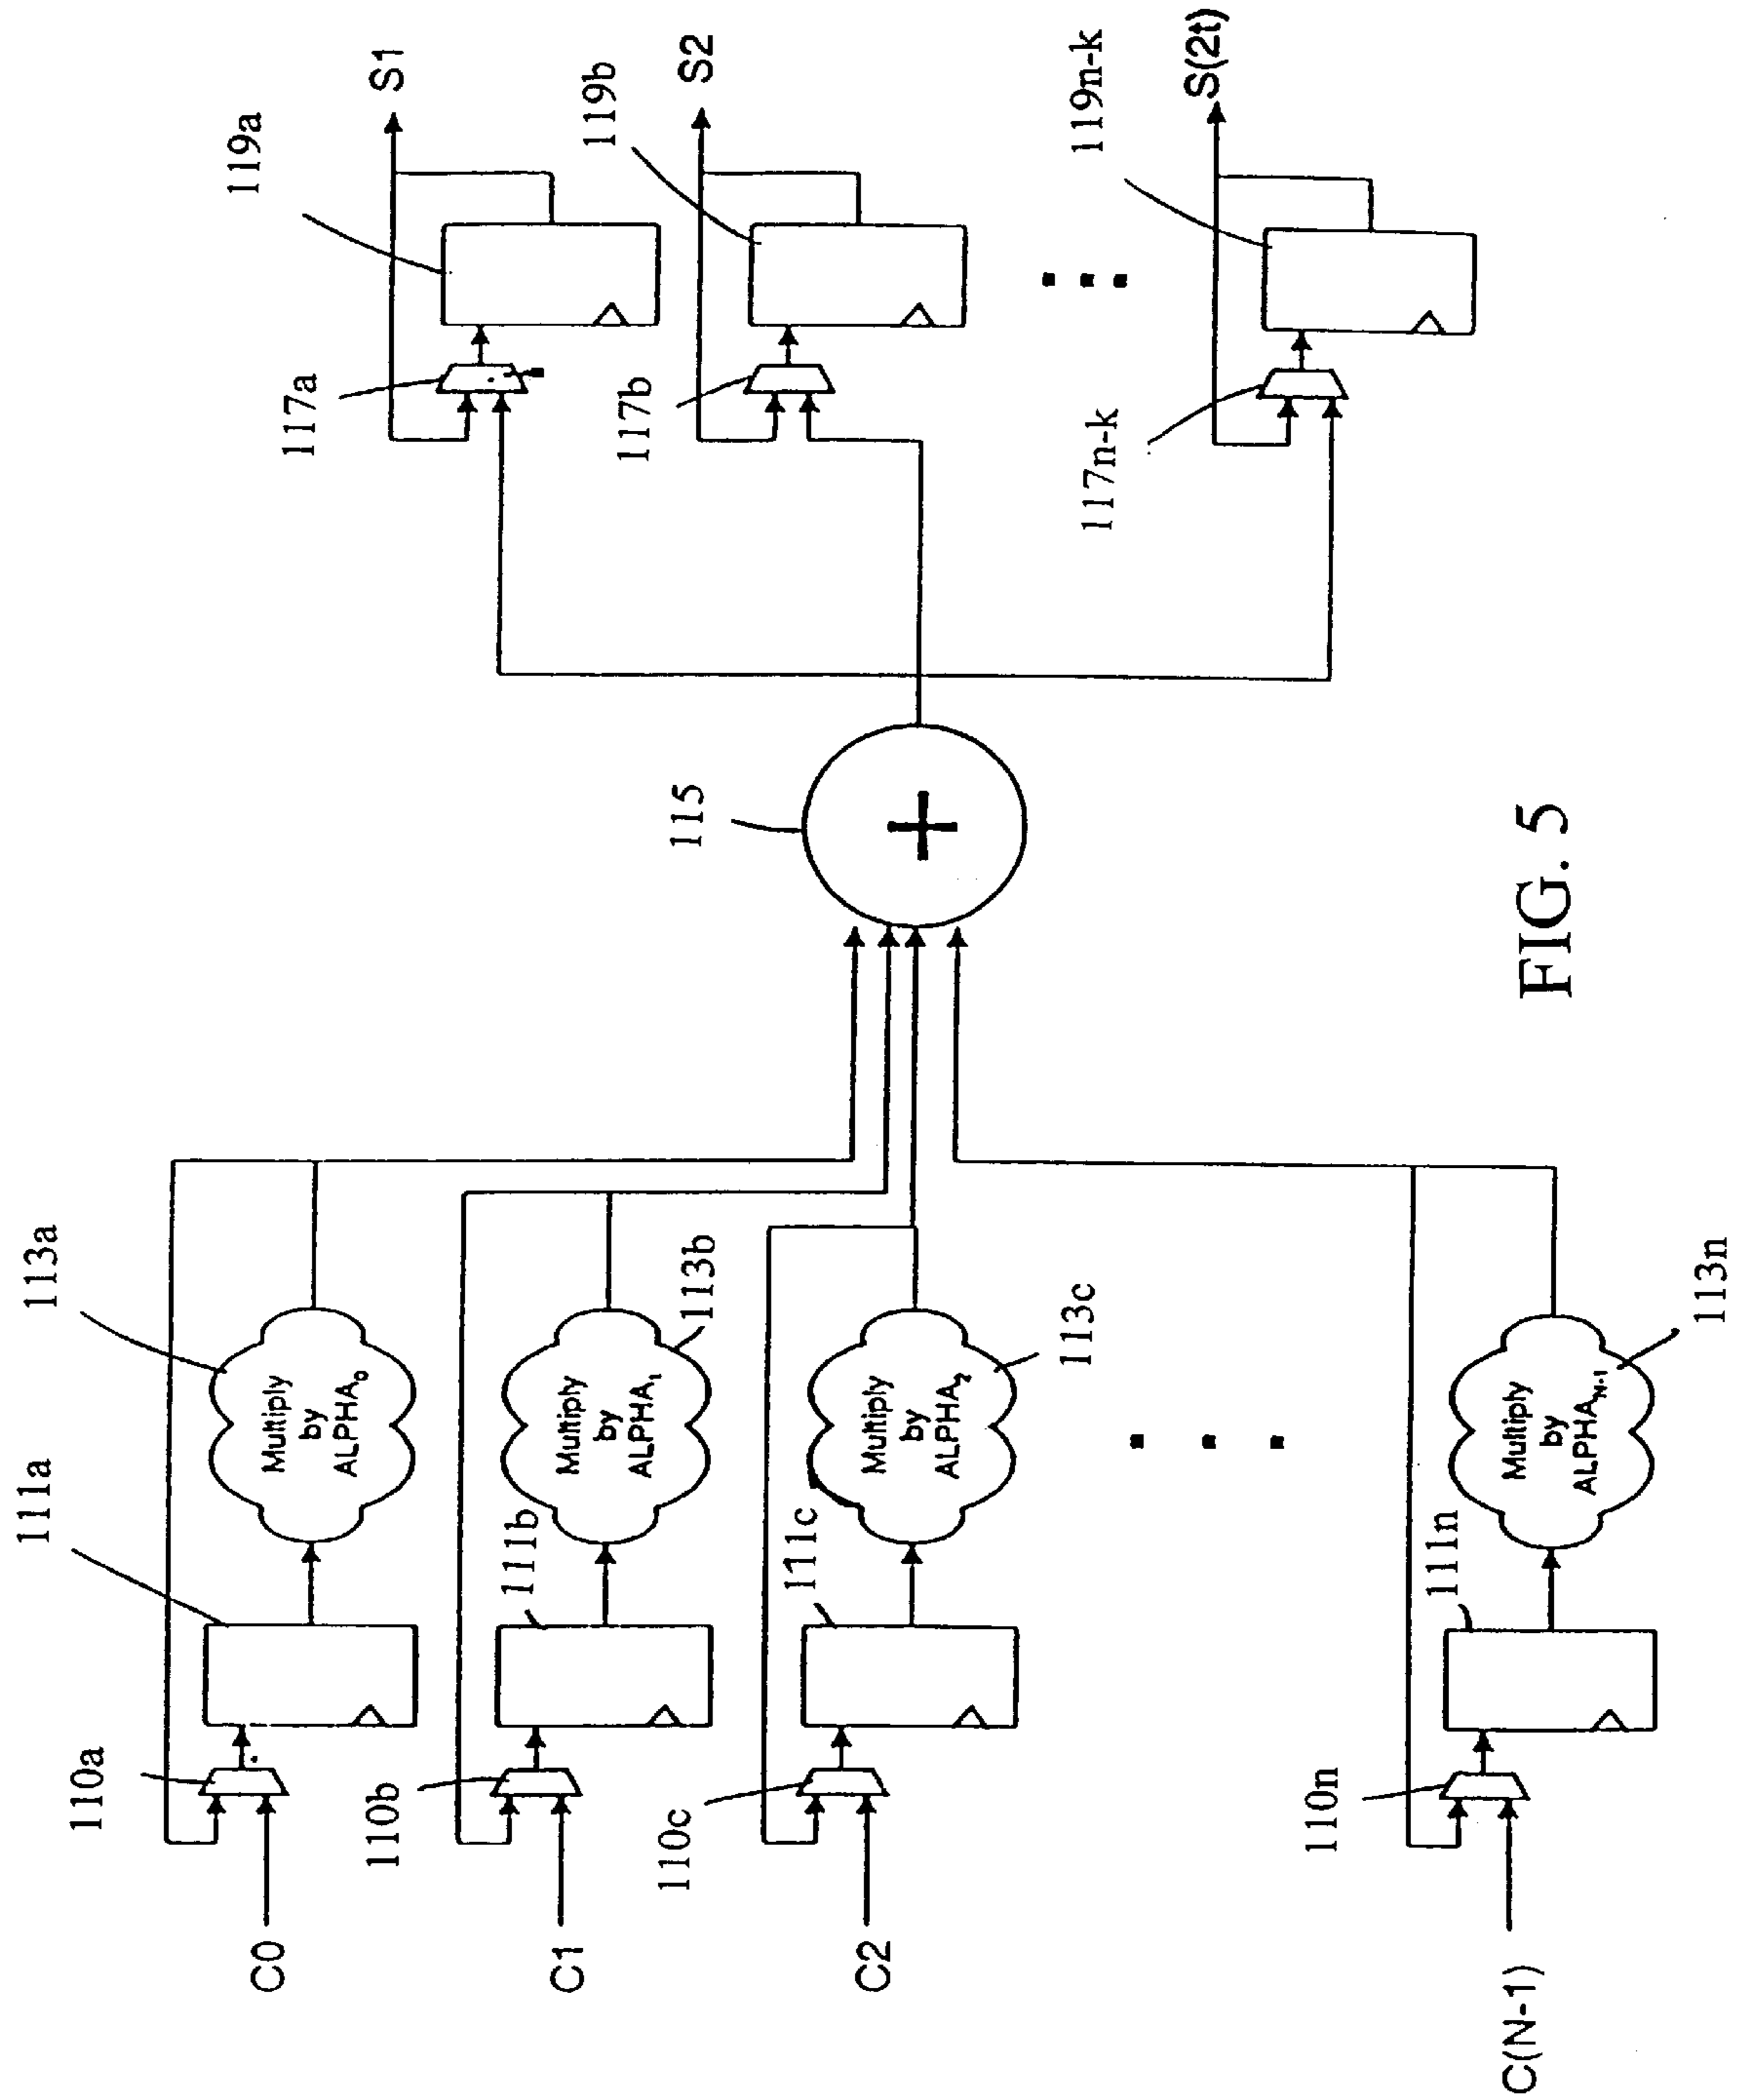 111a
113a
110a
C0
Multiply
by
ALPHA₀
110b
C1
111b
Multiply
by
ALPHA₁
113b
110c
C2
111c
Multiply
by
ALPHA₂
113c
110n
C(N-1)
111n
Multiply
by
ALPHA_N-1
113n
115
+
119a
S1
117a
119b
S2
117b
119n-k
S(2t)
117n-k
FIG. 5